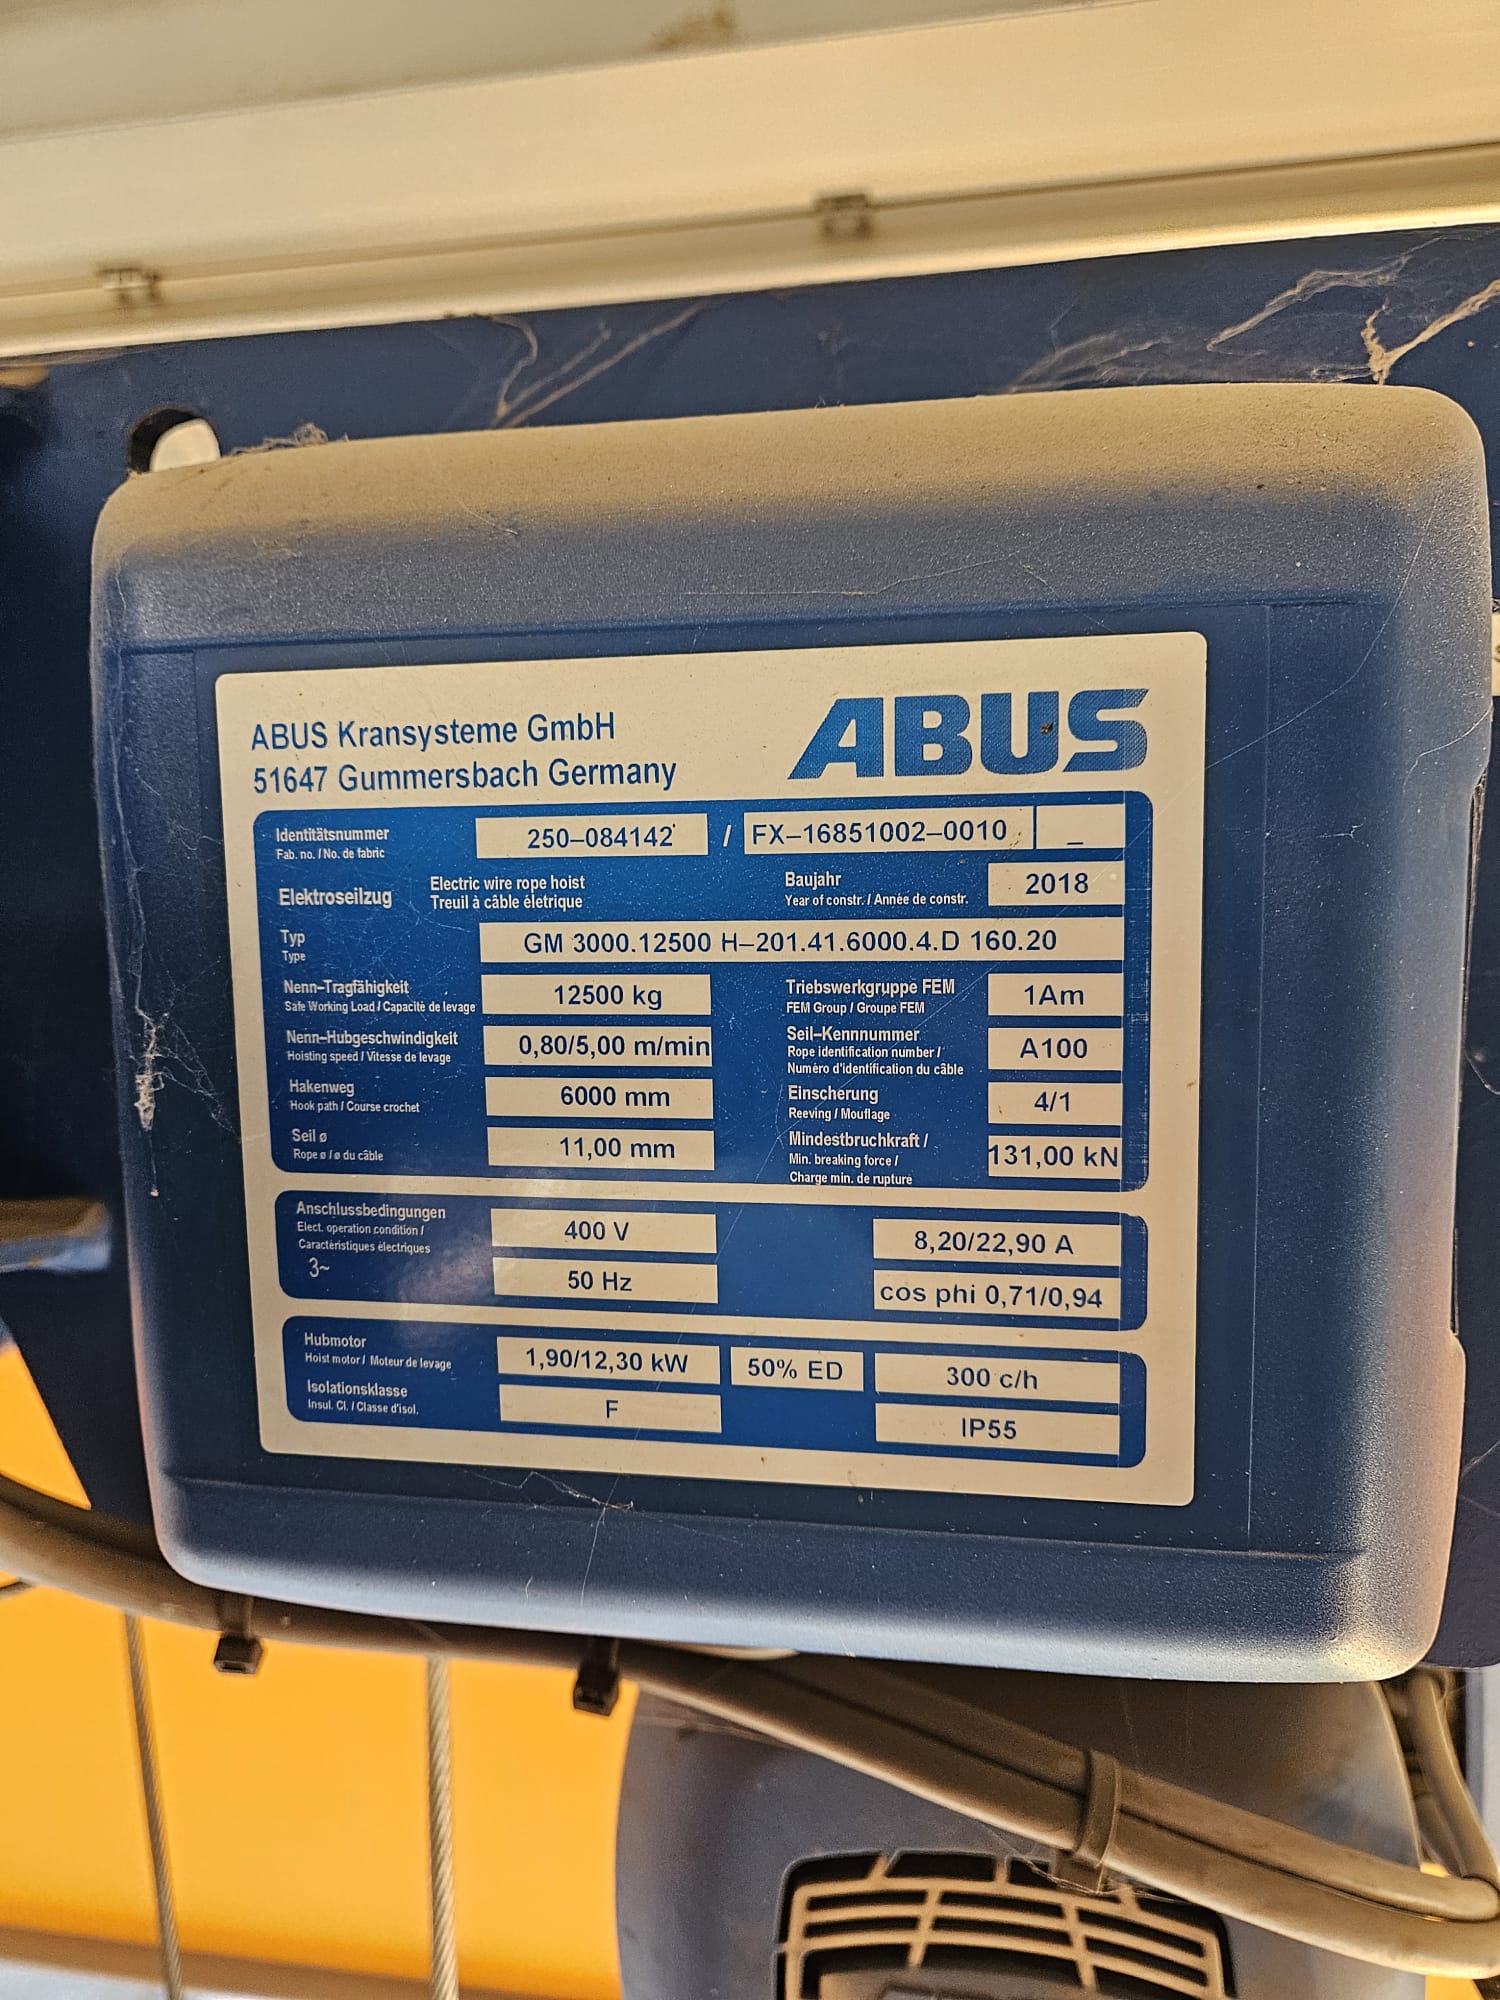 ABUS Kransysteme GmbH
51647 Gummersbach Germany
ABUS
Identitätsnummer
Fab. no. / No. de fabric
250–084142 / FX–16851002–0010 _
Elektroseilzug
Electric wire rope hoist
Treuil à câble életrique
Baujahr
Year of constr. / Année de constr.
2018
Typ
Type
GM 3000.12500 H–201.41.6000.4.D 160.20
Nenn–Tragfähigkeit
Safe Working Load / Capacité de levage
12500 kg
Triebswerkgruppe FEM
FEM Group / Groupe FEM
1Am
Nenn–Hubgeschwindigkeit
Hoisting speed / Vitesse de levage
0,80/5,00 m/min
Seil–Kennnummer
Rope identification number /
Numéro d'identification du câble
A100
Hakenweg
Hook path / Course crochet
6000 mm
Einscherung
Reeving / Mouflage
4/1
Seil ø
Rope ø / ø du câble
11,00 mm
Mindestbruchkraft /
Min. breaking force /
Charge min. de rupture
131,00 kN
Anschlussbedingungen
Elect. operation condition /
Caractéristiques électriques
3~
400 V
8,20/22,90 A
50 Hz
cos phi 0,71/0,94
Hubmotor
Hoist motor / Moteur de levage
1,90/12,30 kW
50% ED
300 c/h
Isolationsklasse
Insul. Cl. / Classe d'isol.
F
IP55